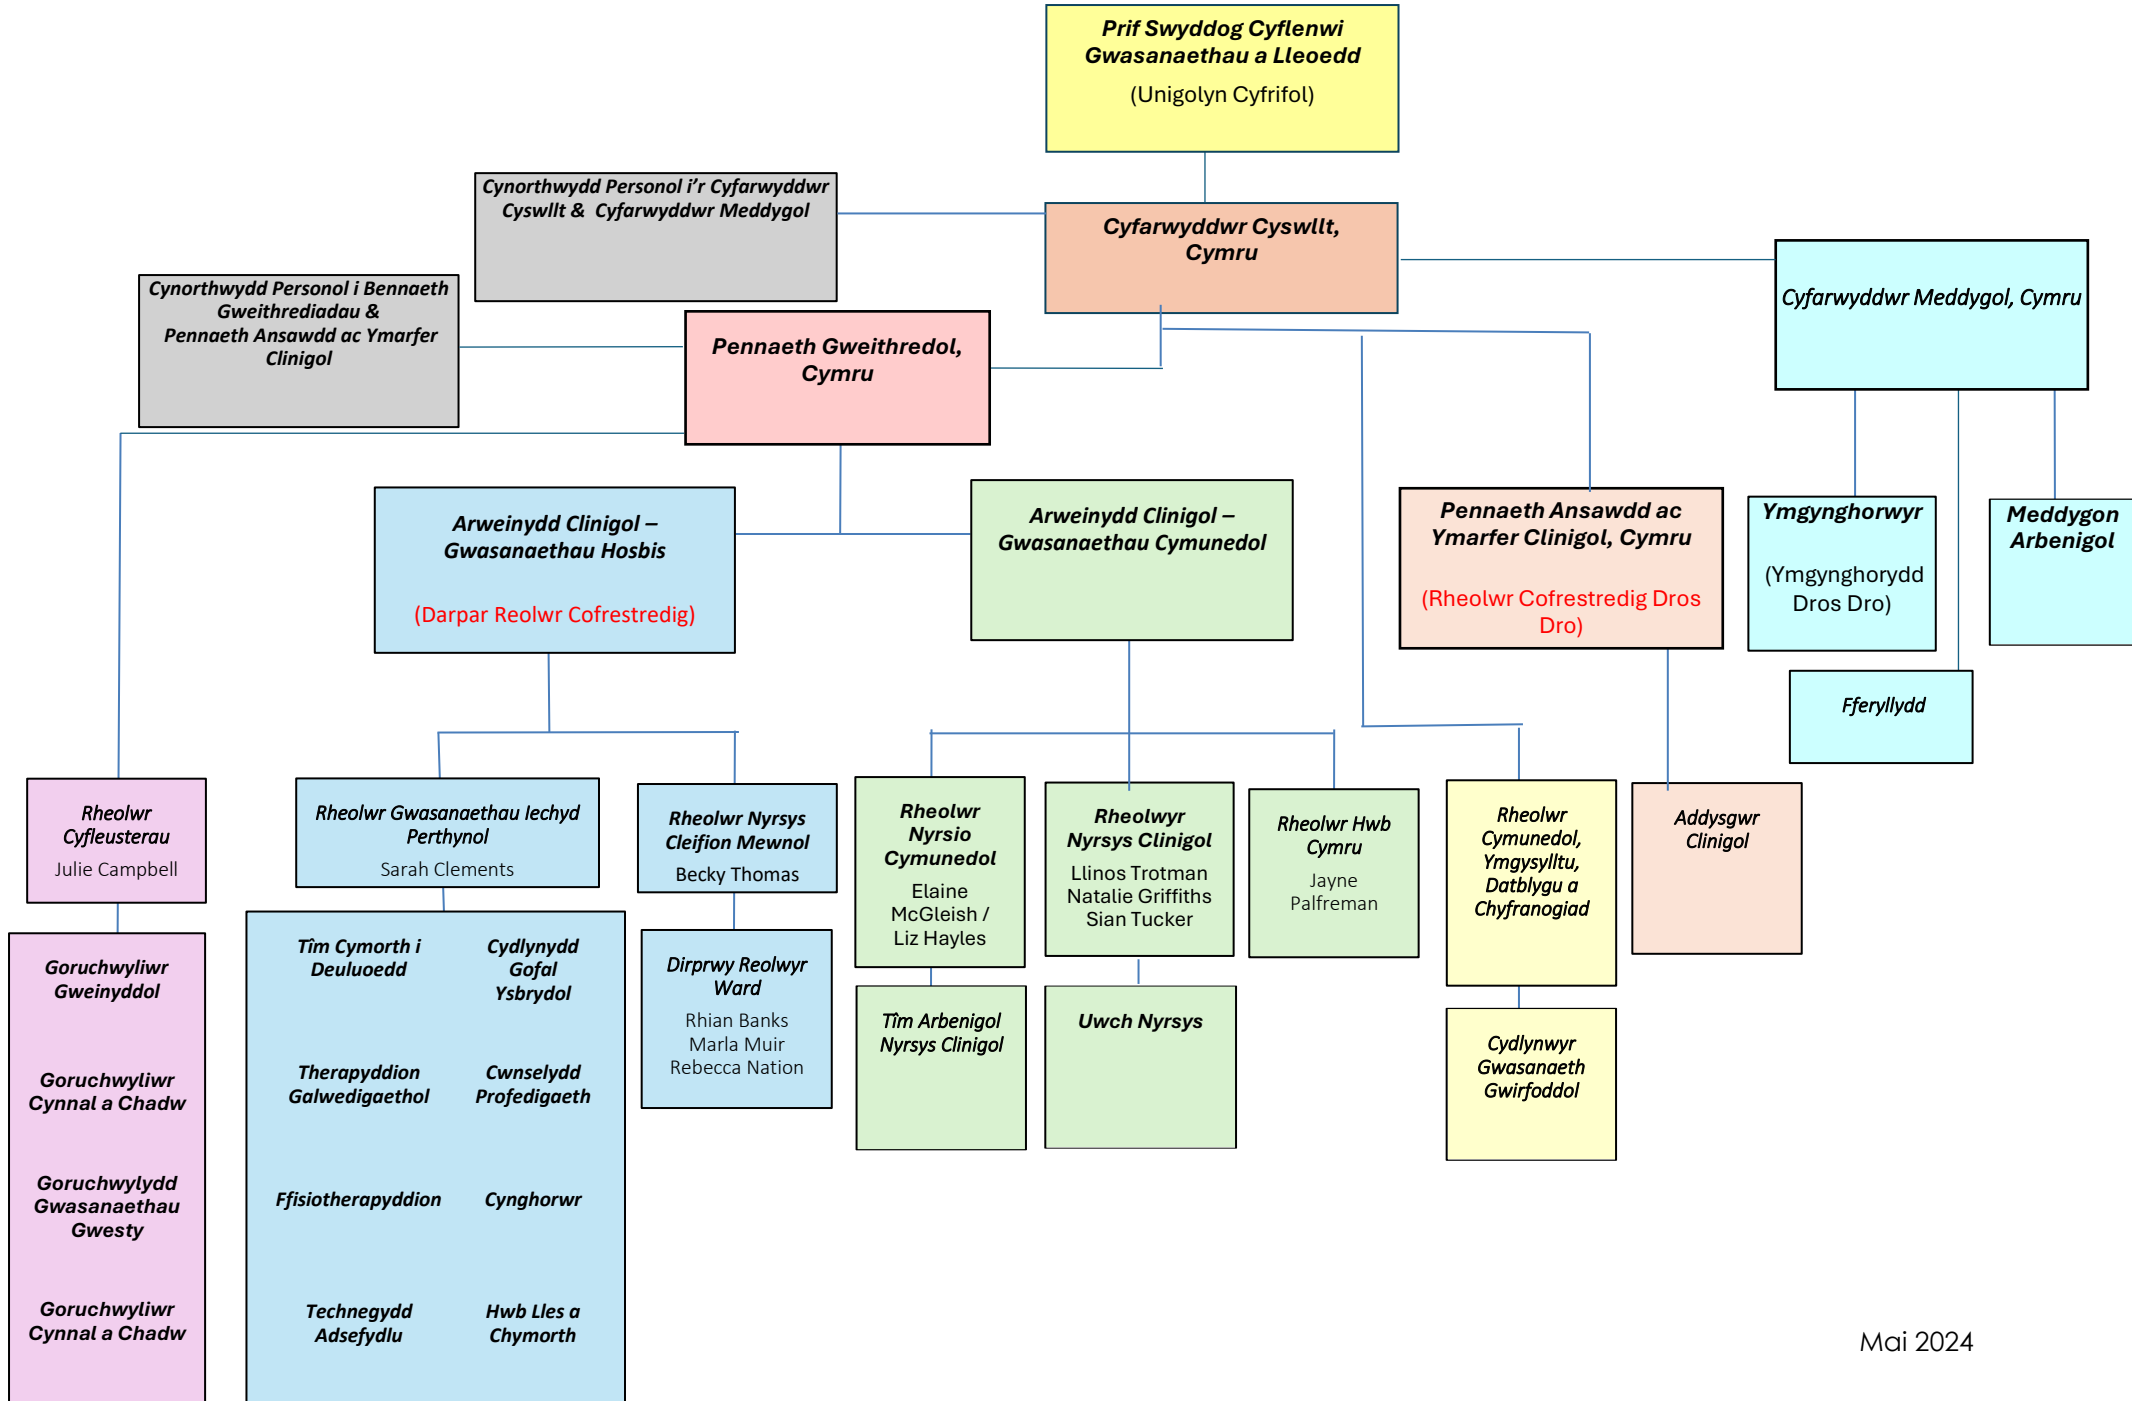 Prif Swyddog Cyflenwi
Gwasanaethau a Lleoedd
(Unigolyn Cyfrifol)
Cynorthwydd Personol i'r Cyfarwyddwr
Cyswllt & Cyfarwyddwr Meddygol
Cyfarwyddwr Cyswllt,
Cymru
Cyfarwyddwr Meddygol, Cymru
Cynorthwydd Personol i Bennaeth
Gweithrediadau &
Pennaeth Ansawdd ac Ymarfer
Clinigol
Pennaeth Gweithredol,
Cymru
Arweinydd Clinigol –
Gwasanaethau Hosbis
(Darpar Reolwr Cofrestredig)
Arweinydd Clinigol –
Gwasanaethau Cymunedol
Pennaeth Ansawdd ac
Ymarfer Clinigol, Cymru
(Rheolwr Cofrestredig Dros
Dro)
Ymgynghorwyr
(Ymgynghorydd
Dros Dro)
Meddygon
Arbenigol
Fferyllydd
Rheolwr
Cyfleusterau
Julie Campbell
Rheolwr Gwasanaethau Iechyd
Perthynol
Sarah Clements
Rheolwr Nyrsys
Cleifion Mewnol
Becky Thomas
Rheolwr
Nyrsio
Cymunedol
Elaine
McGleish /
Liz Hayles
Rheolwyr
Nyrsys Clinigol
Llinos Trotman
Natalie Griffiths
Sian Tucker
Rheolwr Hwb
Cymru
Jayne
Palfreman
Rheolwr
Cymunedol,
Ymgysylltu,
Datblygu a
Chyfranogiad
Addysgwr
Clinigol
Goruchwyliwr
Gweinyddol
Goruchwyliwr
Cynnal a Chadw
Goruchwylydd
Gwasanaethau
Gwesty
Goruchwyliwr
Cynnal a Chadw
Tîm Cymorth i
Deuluoedd
Cydlynydd
Gofal
Ysbrydol
Therapyddion
Galwedigaethol
Cwnselydd
Profedigaeth
Ffisiotherapyddion
Cynghorwr
Technegydd
Adsefydlu
Hwb Lles a
Chymorth
Dirprwy Reolwyr
Ward
Rhian Banks
Marla Muir
Rebecca Nation
Tîm Arbenigol
Nyrsys Clinigol
Uwch Nyrsys
Cydlynwyr
Gwasanaeth
Gwirfoddol
Mai 2024